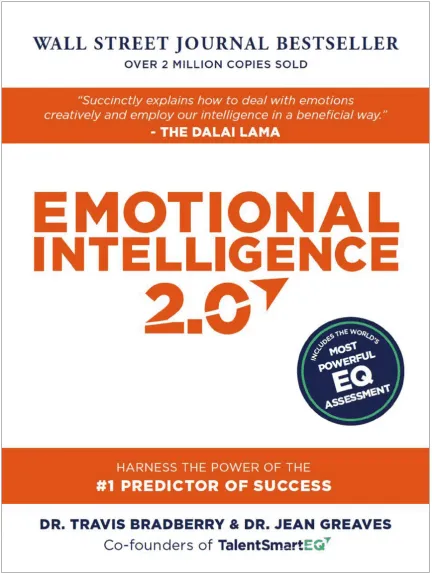 WALL STREET JOURNAL BESTSELLER
OVER 2 MILLION COPIES SOLD
“Succinctly explains how to deal with emotions
creatively and employ our intelligence in a beneficial way.”
- THE DALAI LAMA
EMOTIONAL
INTELLIGENCE
2.0
INCLUDES THE WORLD'S
MOST
POWERFUL
EQ
ASSESSMENT
HARNESS THE POWER OF THE
#1 PREDICTOR OF SUCCESS
DR. TRAVIS BRADBERRY & DR. JEAN GREAVES
Co-founders of TalentSmartEQ